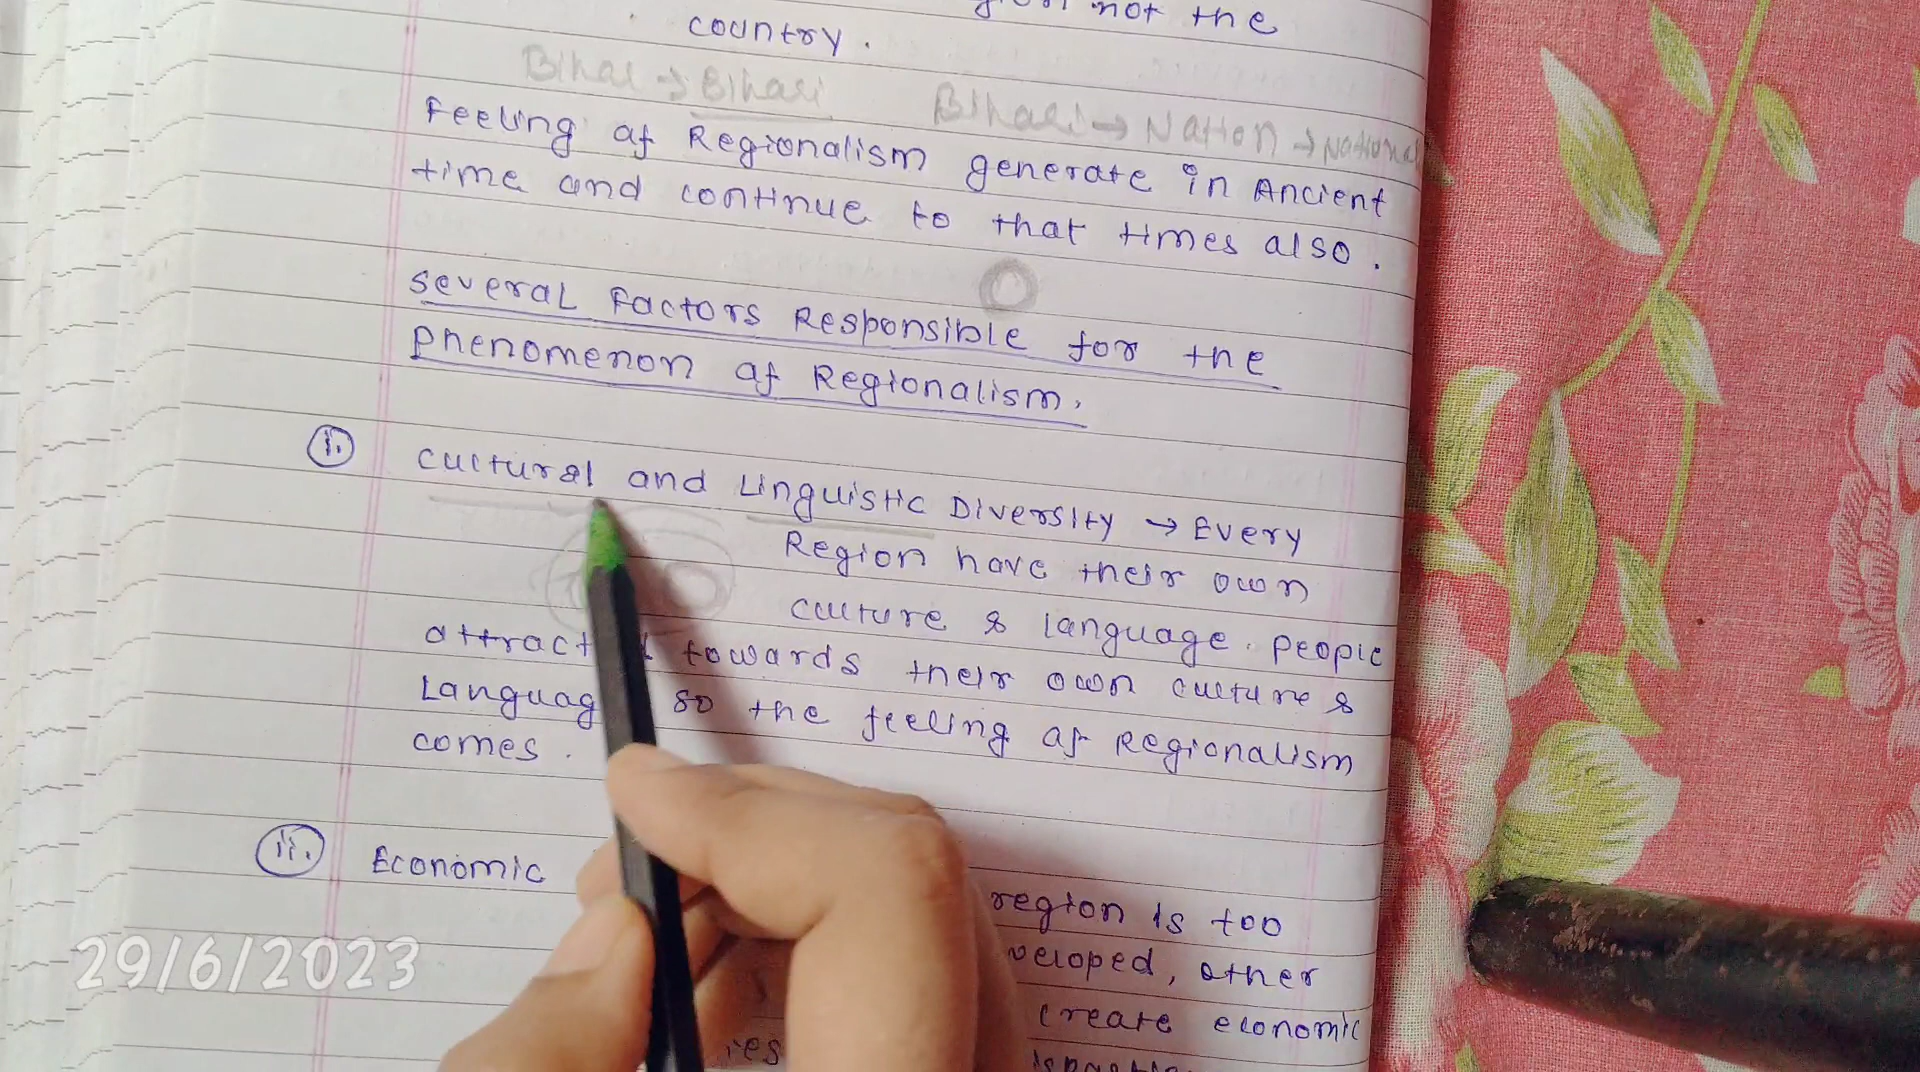 not the
country.
Bihar → Bihari Bihari → Nation → National
Feeling of Regionalism generate in Ancient
time and continue to that times also.
Several Factors Responsible for the
Phenomenon of Regionalism.
i. Cultural and Linguistic Diversity → Every
Region have their own
culture & language. People
attract towards their own culture &
Languag so the feeling of Regionalism
comes.
ii. Economic region is too
veloped, other
create economic
res
29/6/2023